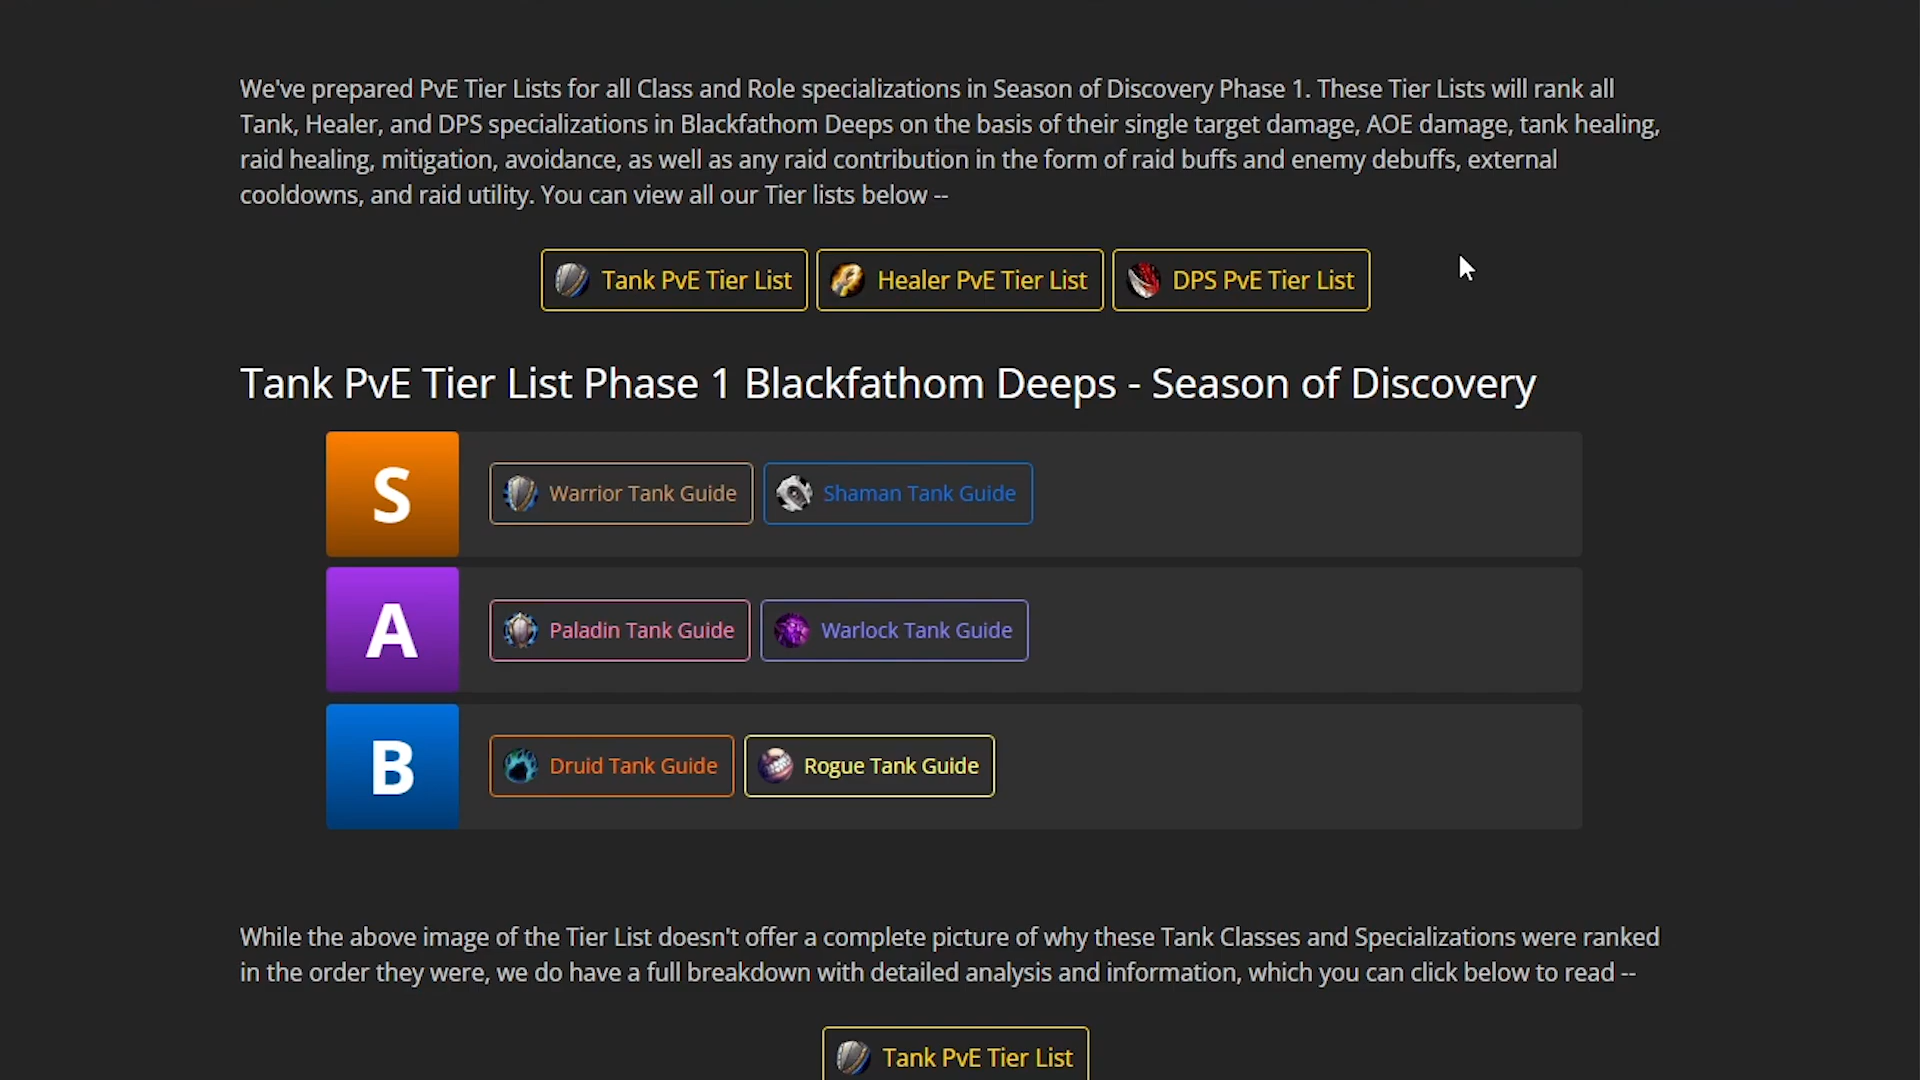 We've prepared PvE Tier Lists for all Class and Role specializations in Season of Discovery Phase 1. These Tier Lists will rank all
Tank, Healer, and DPS specializations in Blackfathom Deeps on the basis of their single target damage, AOE damage, tank healing,
raid healing, mitigation, avoidance, as well as any raid contribution in the form of raid buffs and enemy debuffs, external
cooldowns, and raid utility. You can view all our Tier lists below --
Tank PvE Tier List Healer PvE Tier List DPS PvE Tier List
Tank PvE Tier List Phase 1 Blackfathom Deeps - Season of Discovery
S Warrior Tank Guide Shaman Tank Guide
A Paladin Tank Guide Warlock Tank Guide
B Druid Tank Guide Rogue Tank Guide
While the above image of the Tier List doesn't offer a complete picture of why these Tank Classes and Specializations were ranked
in the order they were, we do have a full breakdown with detailed analysis and information, which you can click below to read --
Tank PvE Tier List